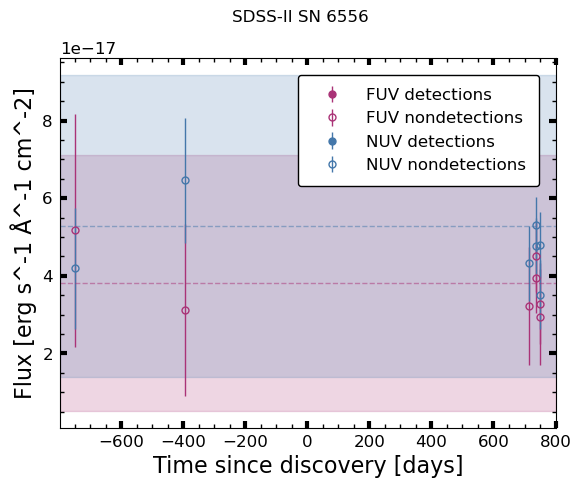 SDSS-II SN 6556
1e−17
FUV detections
FUV nondetections
NUV detections
NUV nondetections
8
6
4
2
Flux [erg s^-1 Å^-1 cm^-2]
−600 −400 −200 0 200 400 600 800
Time since discovery [days]